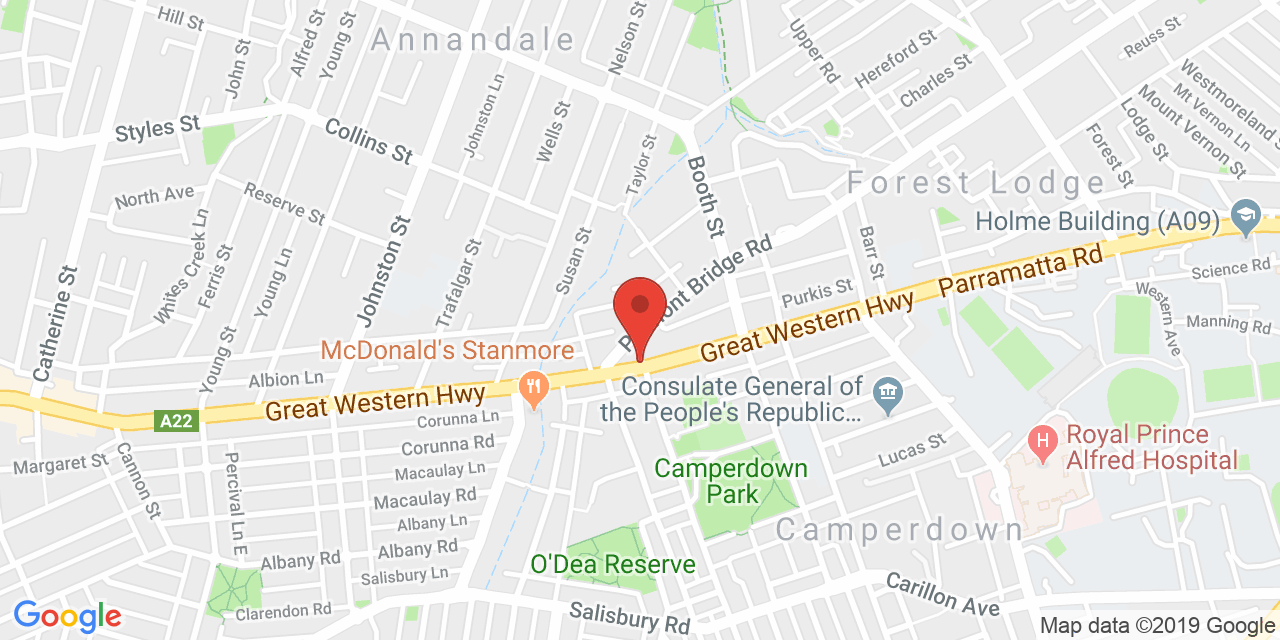 Hill St
John St
Alfred St
Young St
Annandale
Nelson St
Upper Rd
Hereford St
Charles St
Reuss St
Westmoreland St
Mt Vernon Ln
Mount Vernon St
Lodge St
Forest St
Styles St
Collins St
Johnston Ln
Wells St
Taylor St
Booth St
North Ave
Reserve St
Whites Creek Ln
Ferris St
Young Ln
Johnston St
Trafalgar St
Susan St
Forest Lodge
Holme Building (A09)
Barr St
Parramatta Rd
Science Rd
Western Ave
Manning Rd
Purkis St
Great Western Hwy
Bridge Rd
Catherine St
Young St
Albion Ln
McDonald's Stanmore
Great Western Hwy
A22
Consulate General of
the People's Republic...
Corunna Ln
Corunna Rd
Margaret St
Cannon St
Percival Ln E
Macaulay Ln
Macaulay Rd
Albany Ln
Albany Rd
Albany Rd
Salisbury Ln
Clarendon Rd
Camperdown
Park
Lucas St
H
Royal Prince
Alfred Hospital
Camperdown
O'Dea Reserve
Salisbury Rd
Carillon Ave
Google
Map data ©2019 Google